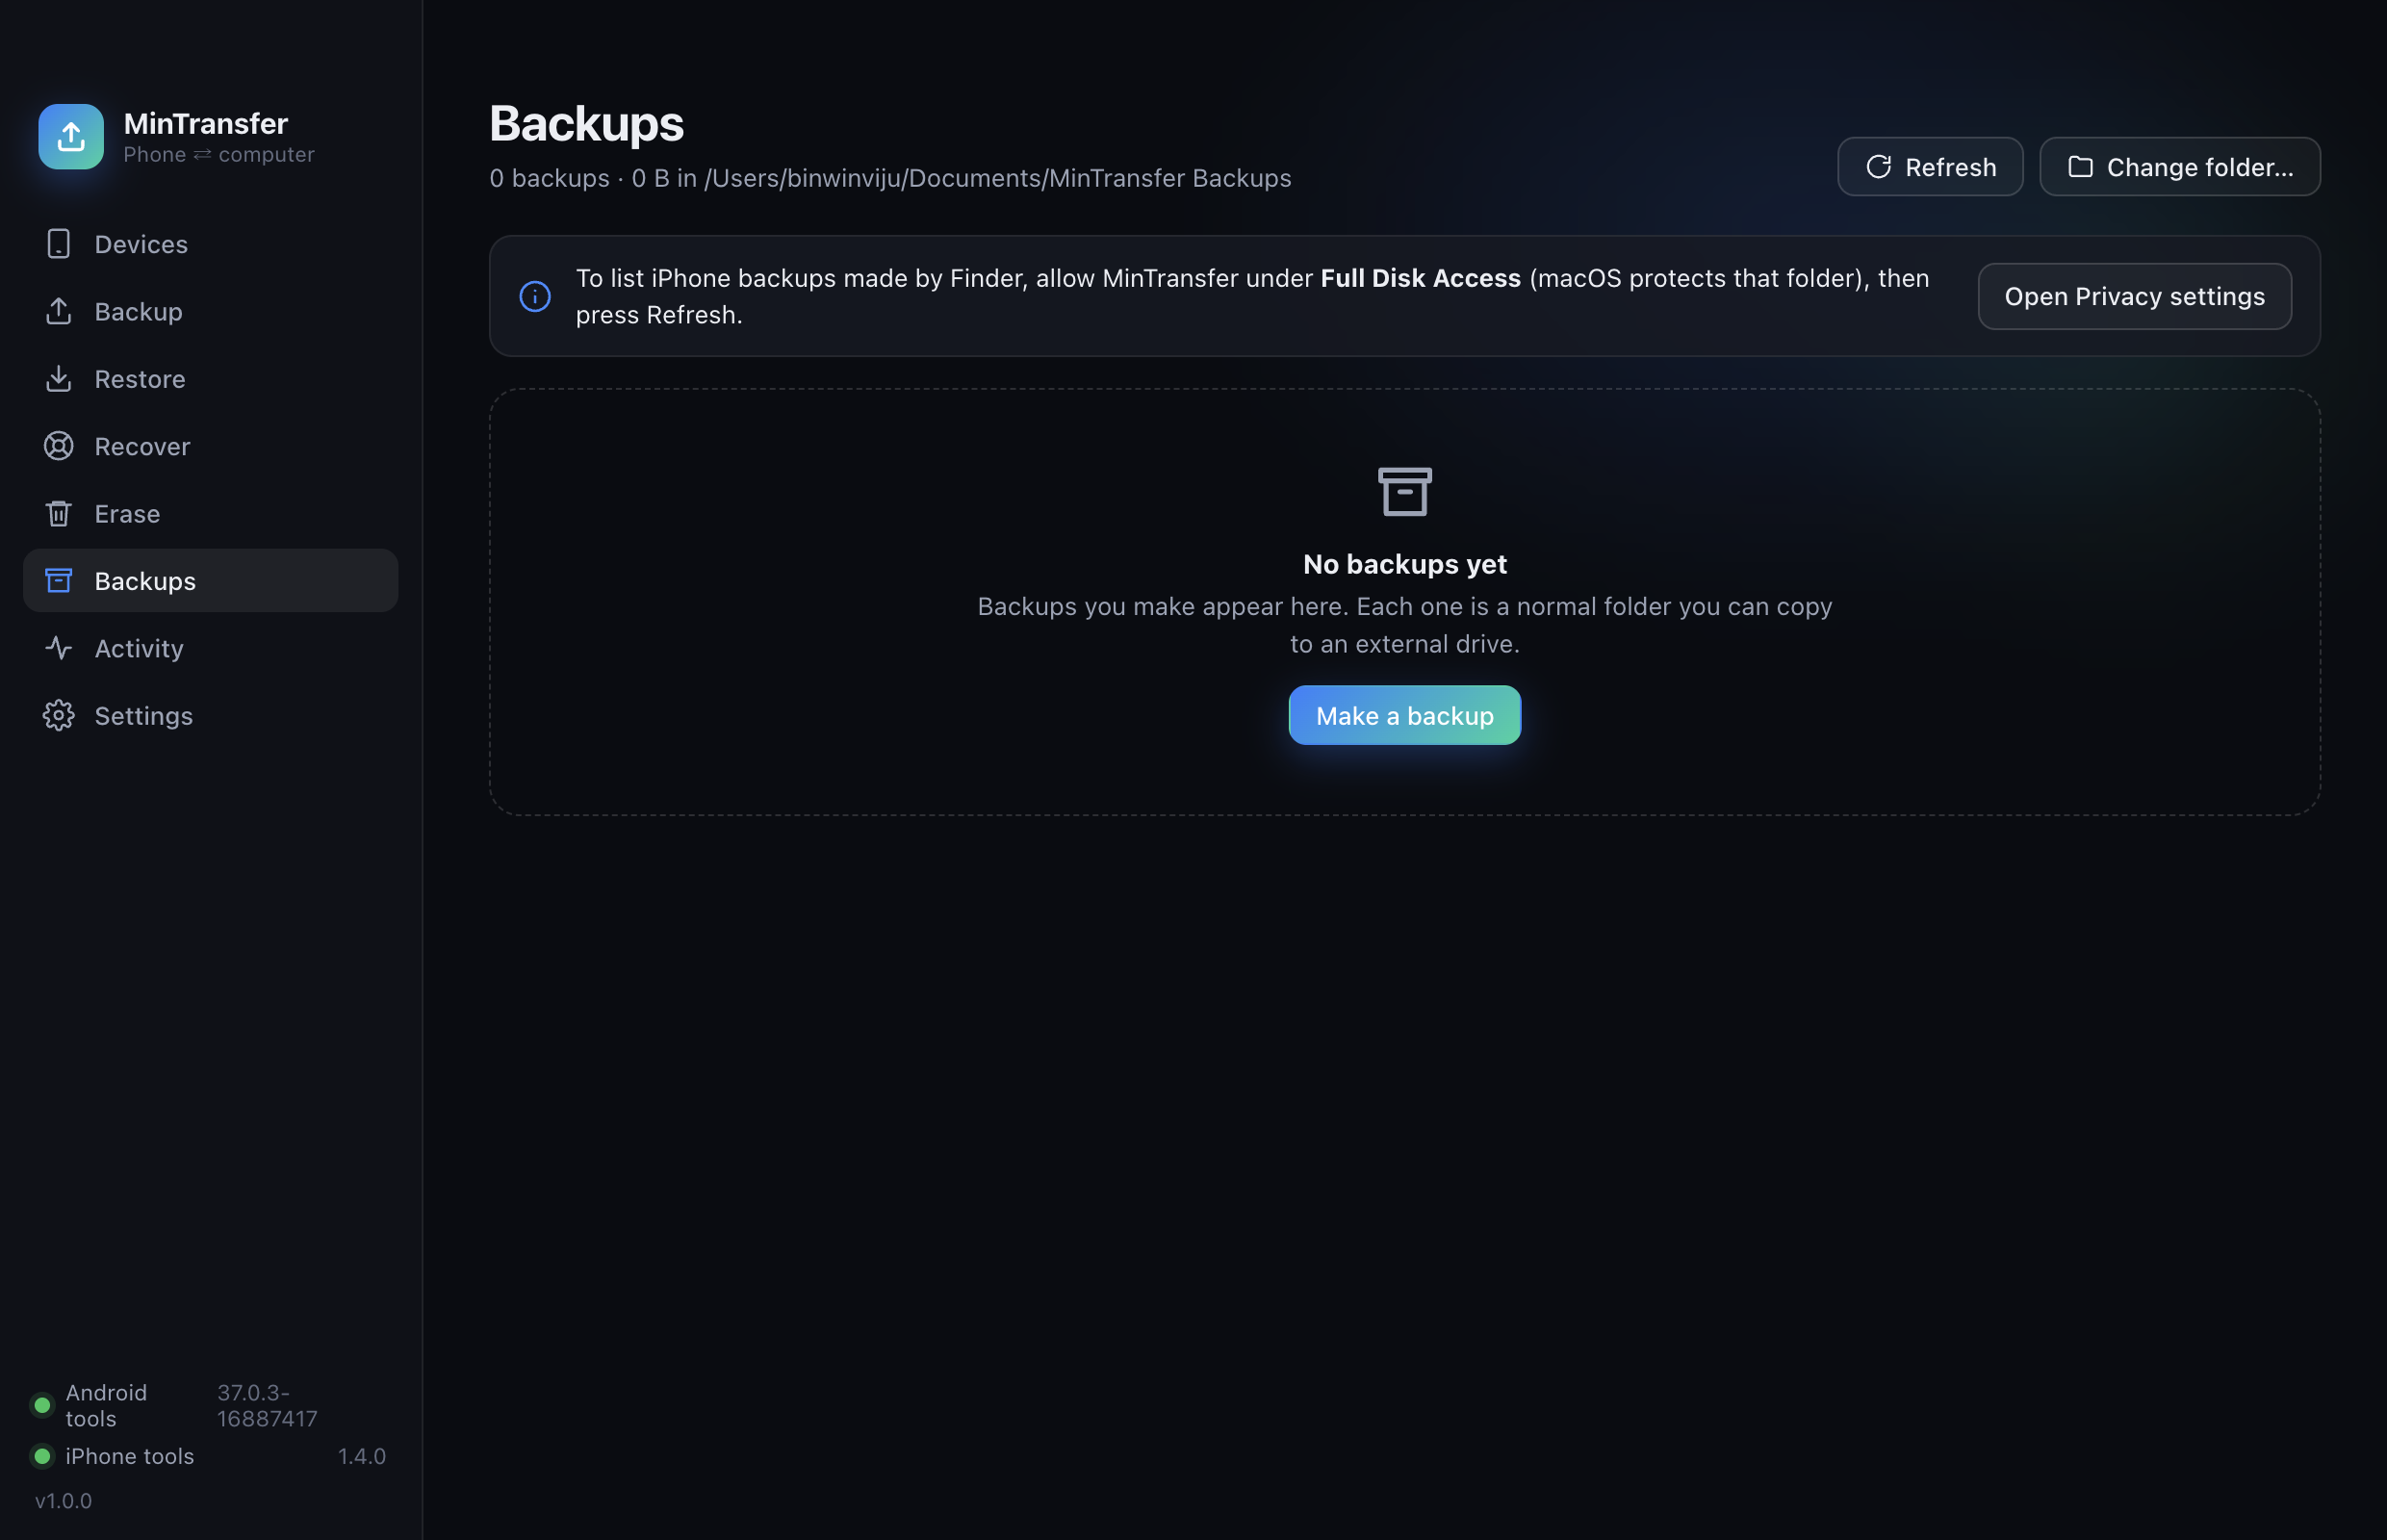 MinTransfer
Phone ⇄ computer
Devices
Backup
Restore
Recover
Erase
Backups
Activity
Settings
Android
tools
37.0.3-
16887417
iPhone tools 1.4.0
v1.0.0
Backups
0 backups · 0 B in /Users/binwinviju/Documents/MinTransfer Backups
Refresh
Change folder...
To list iPhone backups made by Finder, allow MinTransfer under Full Disk Access (macOS protects that folder), then
press Refresh.
Open Privacy settings
No backups yet
Backups you make appear here. Each one is a normal folder you can copy
to an external drive.
Make a backup